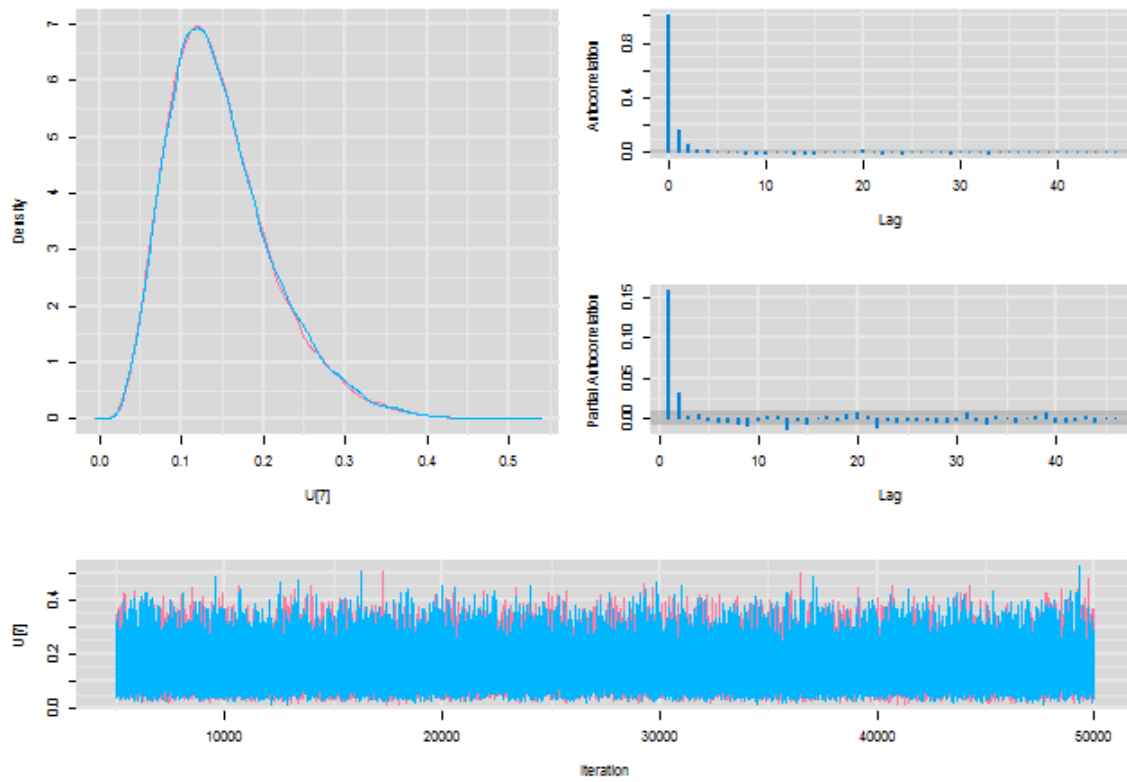 Density
0 1 2 3 4 5 6 7
0.0 0.1 0.2 0.3 0.4 0.5
U[7]
Autocorrelation
0.0 0.4 0.8
0 10 20 30 40
Lag
Partial Autocorrelation
0.00 0.05 0.10 0.15
0 10 20 30 40
Lag
U[7]
0.0 0.2 0.4
10000 20000 30000 40000 50000
Iteration